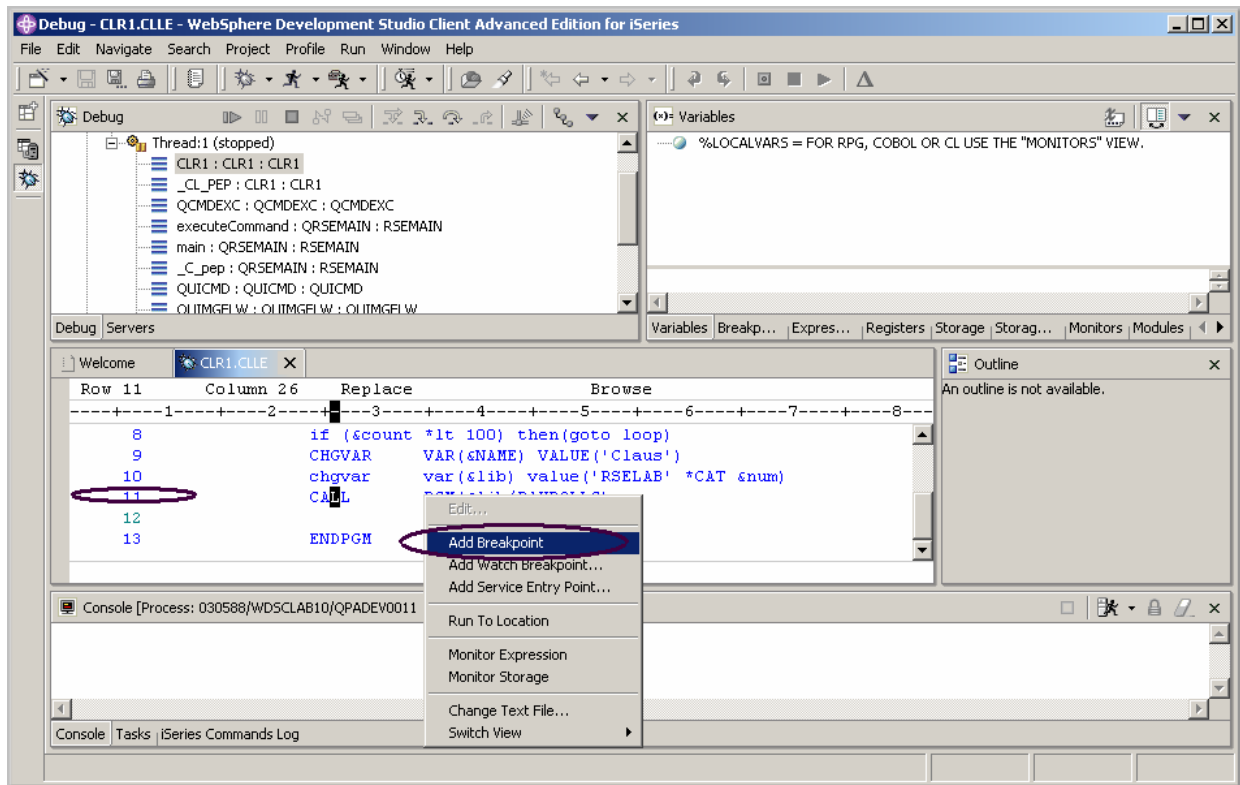 Debug - CLR1.CLLE - WebSphere Development Studio Client Advanced Edition for iSeries
File Edit Navigate Search Project Profile Run Window Help
Debug
Thread:1 (stopped)
CLR1 : CLR1 : CLR1
_CL_PEP : CLR1 : CLR1
QCMDEXC : QCMDEXC : QCMDEXC
executeCommand : QRSEMAIN : RSEMAIN
main : QRSEMAIN : RSEMAIN
_C_pep : QRSEMAIN : RSEMAIN
QUICMD : QUICMD : QUICMD
QUIMGFLW : QUIMGFLW : QUIMGFLW
Debug Servers
(x)= Variables
%LOCALVARS = FOR RPG, COBOL OR CL USE THE "MONITORS" VIEW.
Variables Breakp... Expres... Registers Storage Storag... Monitors Modules
Welcome CLR1.CLLE
Row 11 Column 26 Replace Browse
----+----1----+----2----+----3----+----4----+----5----+----6----+----7----+----8---
8 if (&count *lt 100) then(goto loop)
9 CHGVAR VAR(&NAME) VALUE('Claus')
10 chgvar var(&lib) value('RSELAB' *CAT &num)
11 CALL
12
13 ENDPGM
Edit...
Add Breakpoint
Add Watch Breakpoint...
Add Service Entry Point...
Run To Location
Monitor Expression
Monitor Storage
Change Text File...
Switch View
Outline
An outline is not available.
Console [Process: 030588/WDSCLAB10/QPADEV0011
Console Tasks iSeries Commands Log